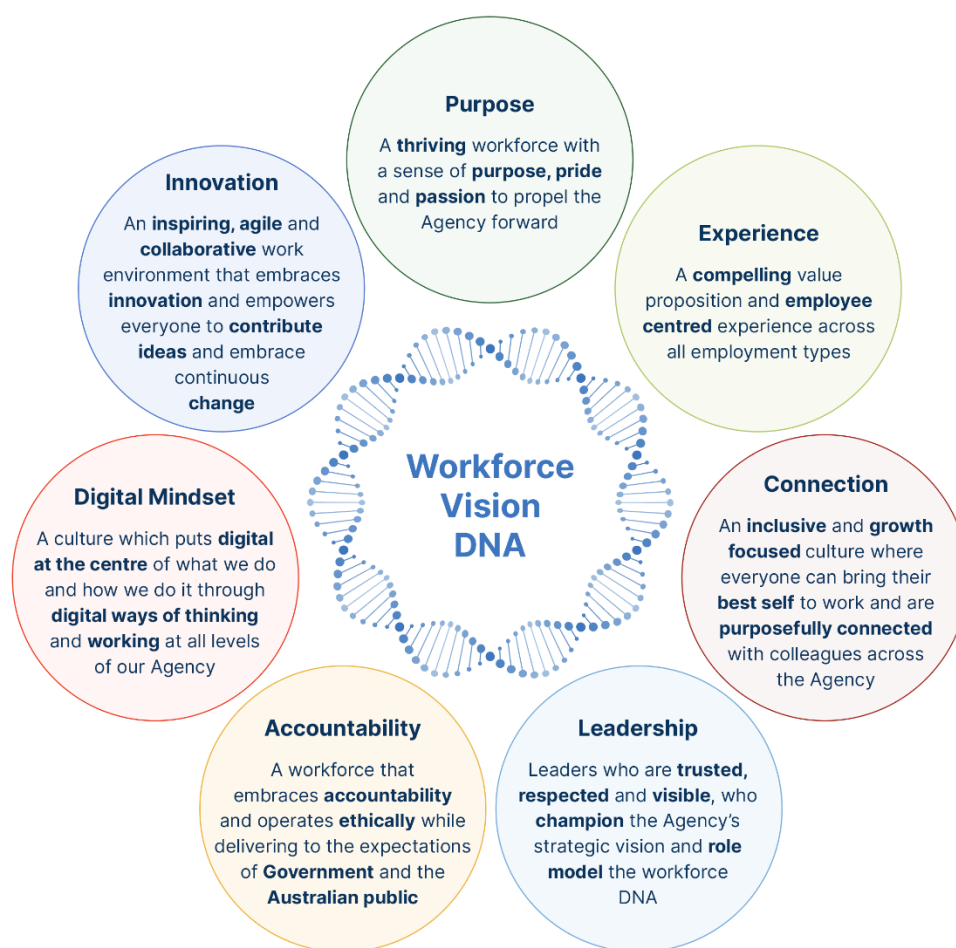 Purpose
A thriving workforce with
a sense of purpose, pride
and passion to propel the
Agency forward
Experience
A compelling value
proposition and employee
centred experience across
all employment types
Connection
An inclusive and growth
focused culture where
everyone can bring their
best self to work and are
purposefully connected
with colleagues across
the Agency
Leadership
Leaders who are trusted,
respected and visible, who
champion the Agency’s
strategic vision and role
model the workforce
DNA
Accountability
A workforce that
embraces accountability
and operates ethically while
delivering to the expectations
of Government and the
Australian public
Digital Mindset
A culture which puts digital
at the centre of what we do
and how we do it through
digital ways of thinking
and working at all levels
of our Agency
Innovation
An inspiring, agile and
collaborative work
environment that embraces
innovation and empowers
everyone to contribute
ideas and embrace
continuous
change
Workforce
Vision
DNA